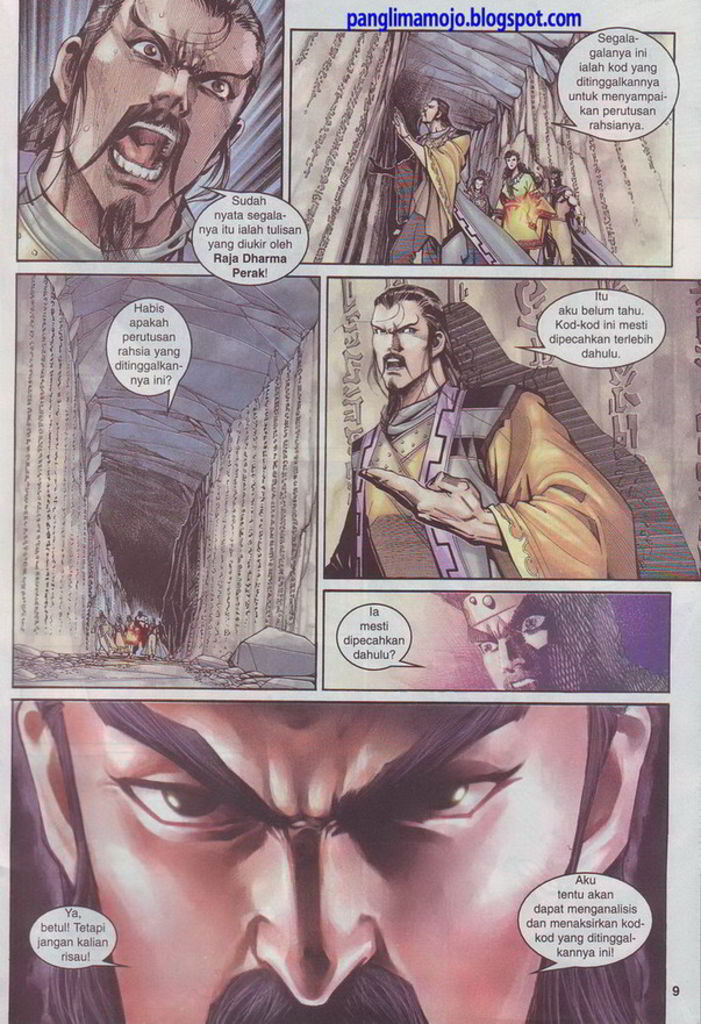 panglimamojo.blogspot.com
Sudah
nyata segala-
nya itu ialah tulisan
yang diukir oleh
Raja Dharma
Perak!
Segala-
galanya ini
ialah kod yang
ditinggalkannya
untuk menyampai-
kan perutusan
rahsianya.
Habis
apakah
perutusan
rahsia yang
ditinggalkan-
nya ini?
Itu
aku belum tahu.
Kod-kod ini mesti
dipecahkan terlebih
dahulu.
Ia
mesti
dipecahkan
dahulu?
Ya,
betul! Tetapi
jangan kalian
risau!
Aku
tentu akan
dapat menganalisis
dan menaksirkan kod-
kod yang ditinggal-
kannya ini!
9